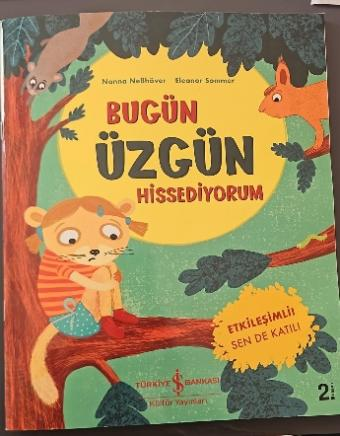 Nanna Neßhöver Eleanor Sommer
BUGÜN
ÜZGÜN
HİSSEDİYORUM
ETKİLEŞİMLİ!
SEN DE KATIL!
TÜRKİYE İŞ BANKASI
Kültür Yayınları
2